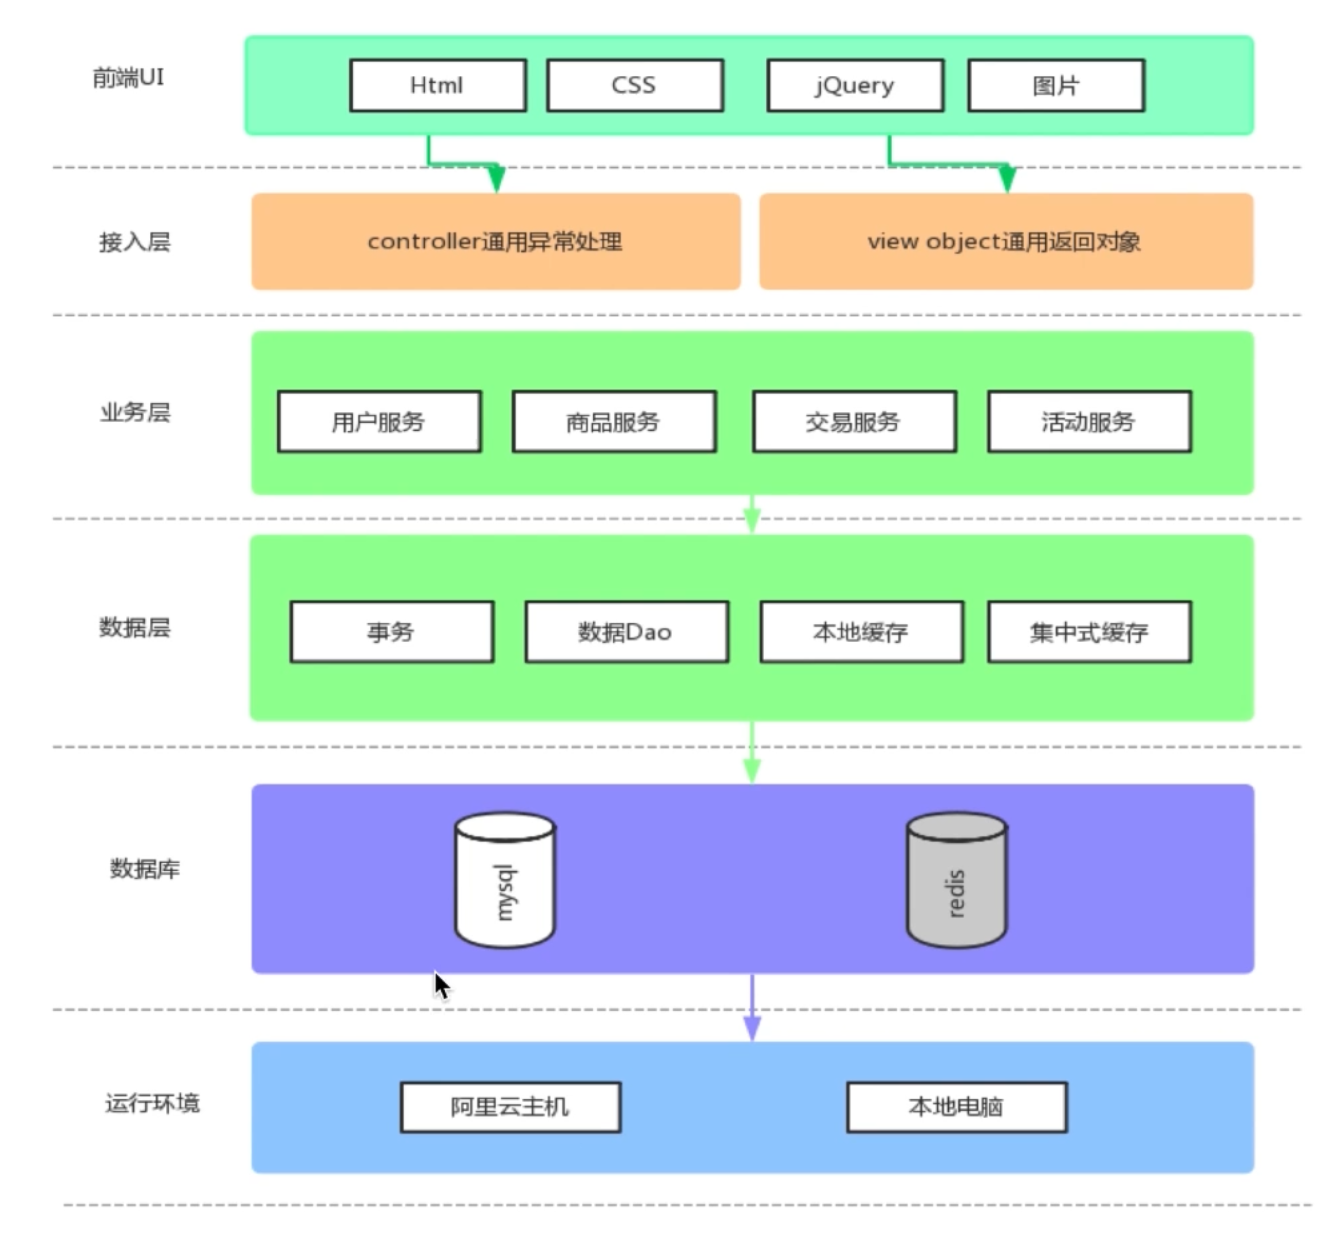 前端UI
Html
CSS
jQuery
图片
接入层
controller通用异常处理
view object通用返回对象
业务层
用户服务
商品服务
交易服务
活动服务
数据层
事务
数据Dao
本地缓存
集中式缓存
数据库
mysql
redis
运行环境
阿里云主机
本地电脑